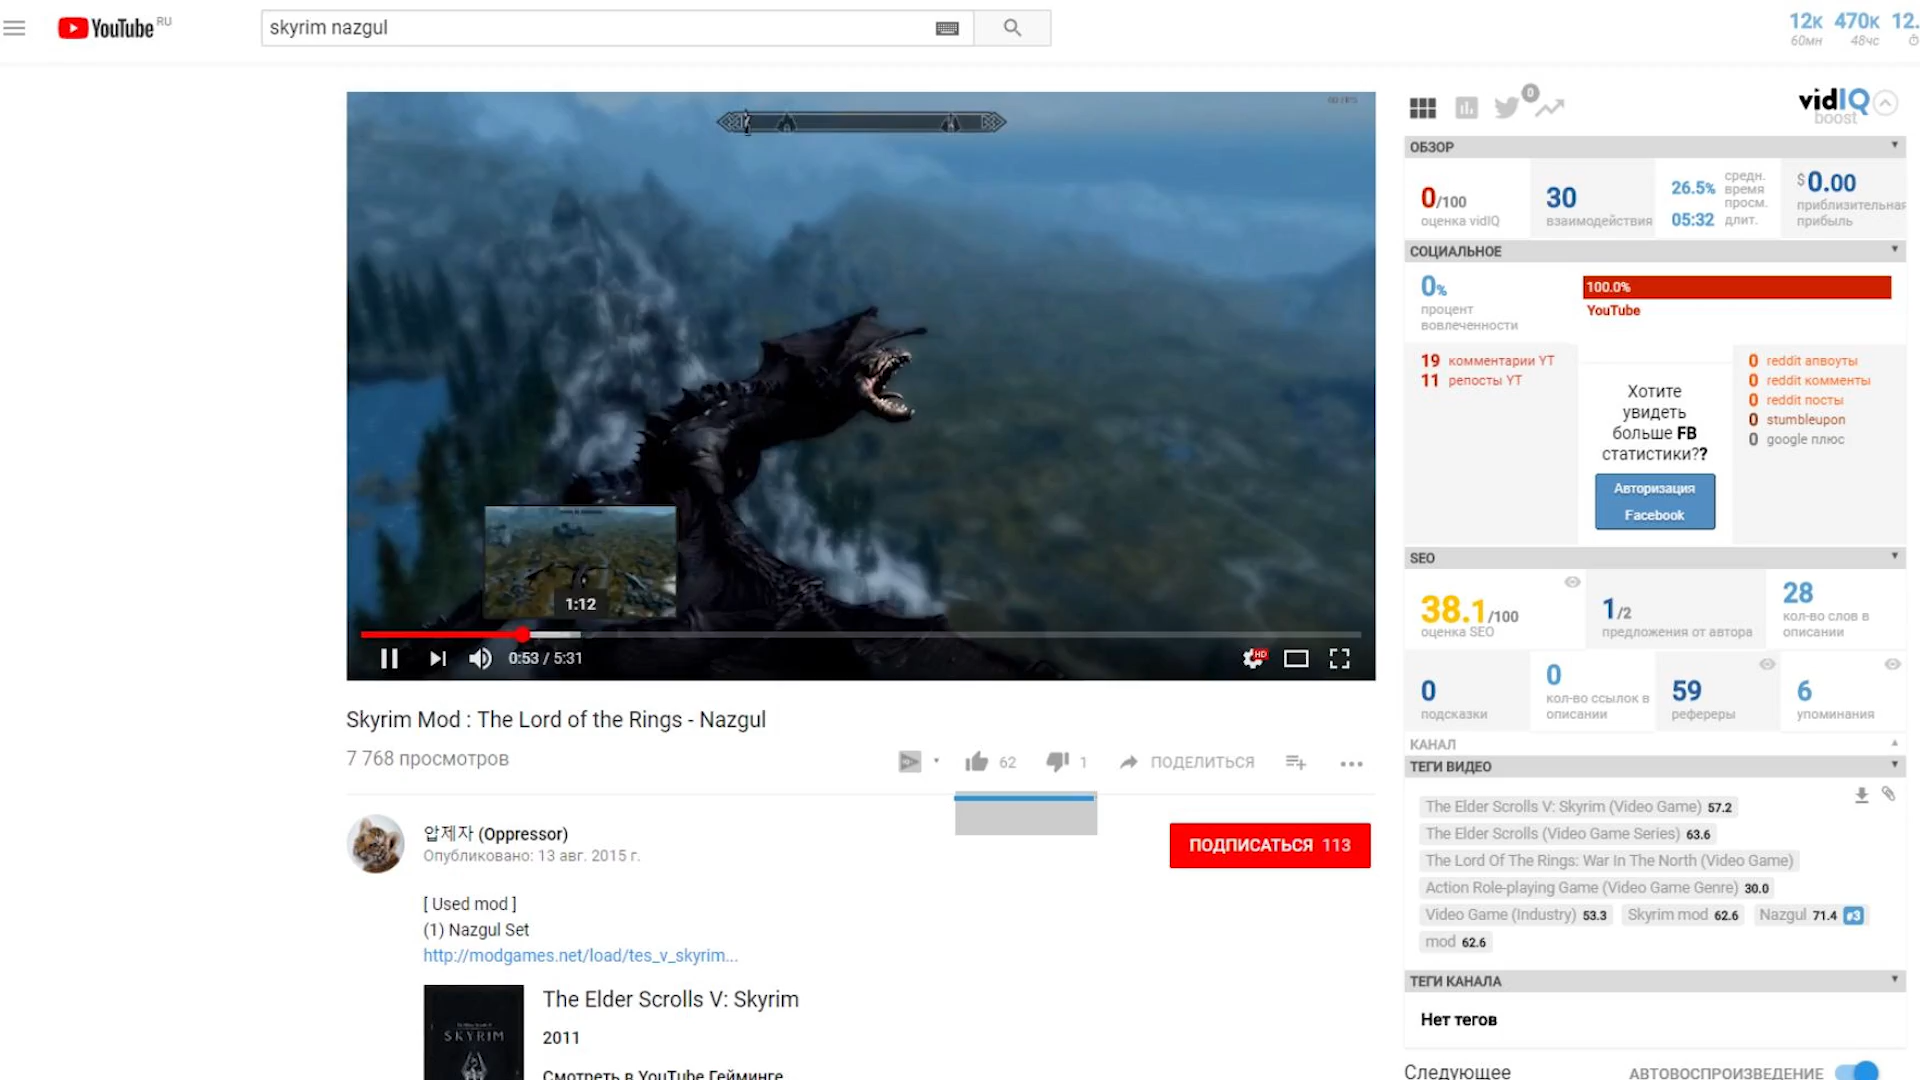 YouTube RU
skyrim nazgul
12к 470к 12.
60мн 48чс
1:12
0:53 / 5:31
HD
Skyrim Mod : The Lord of the Rings - Nazgul
7 768 просмотров
62 1 ПОДЕЛИТЬСЯ
압제자 (Oppressor)
Опубликовано: 13 авг. 2015 г.
ПОДПИСАТЬСЯ 113
[ Used mod ]
(1) Nazgul Set
http://modgames.net/load/tes_v_skyrim...
SKYRIM
The Elder Scrolls V: Skyrim
2011
Смотреть в YouTube Гейминге
0
vidIQ
boost
ОБЗОР
0/100
оценка vidIQ
30
взаимодействия
26.5% средн. время просм.
05:32 длит.
$0.00
приблизительная
прибыль
СОЦИАЛЬНОЕ
0%
процент
вовлеченности
100.0%
YouTube
19 комментарии YT
11 репосты YT
Хотите
увидеть
больше FB
статистики??
Авторизация
Facebook
0 reddit апвоуты
0 reddit комменты
0 reddit посты
0 stumbleupon
0 google плюс
SEO
38.1/100
оценка SEO
1/2
предложения от автора
28
кол-во слов в
описании
0
подсказки
0
кол-во ссылок в
описании
59
рефереры
6
упоминания
КАНАЛ
ТЕГИ ВИДЕО
The Elder Scrolls V: Skyrim (Video Game) 57.2
The Elder Scrolls (Video Game Series) 63.6
The Lord Of The Rings: War In The North (Video Game)
Action Role-playing Game (Video Game Genre) 30.0
Video Game (Industry) 53.3 Skyrim mod 62.6 Nazgul 71.4 #3
mod 62.6
ТЕГИ КАНАЛА
Нет тегов
Следующее АВТОВОСПРОИЗВЕДЕНИЕ